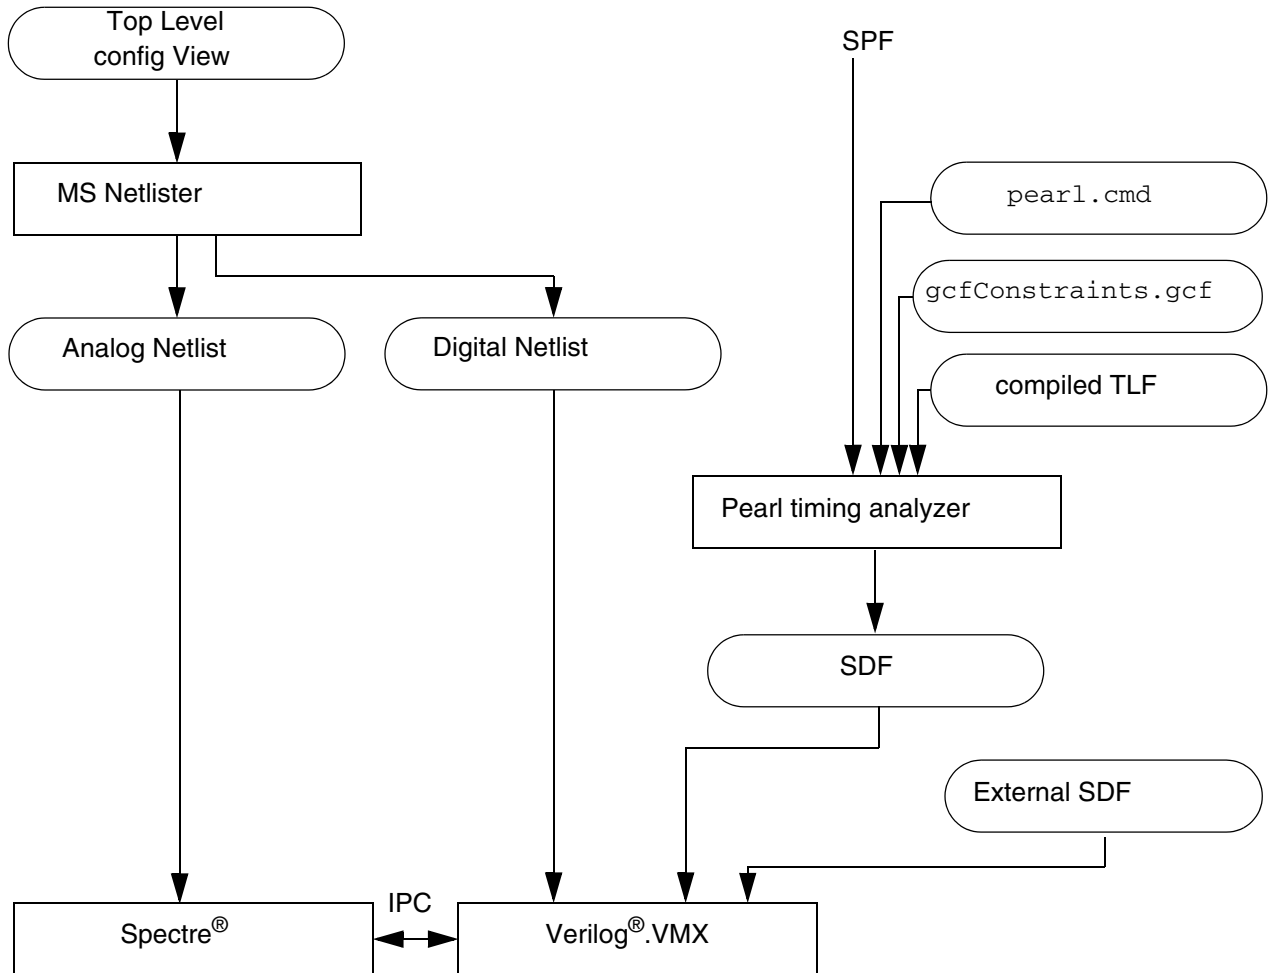 Top Level
config View
SPF
MS Netlister
pearl.cmd
gcfConstraints.gcf
Analog Netlist
Digital Netlist
compiled TLF
Pearl timing analyzer
SDF
External SDF
IPC
Spectre®
Verilog®.VMX